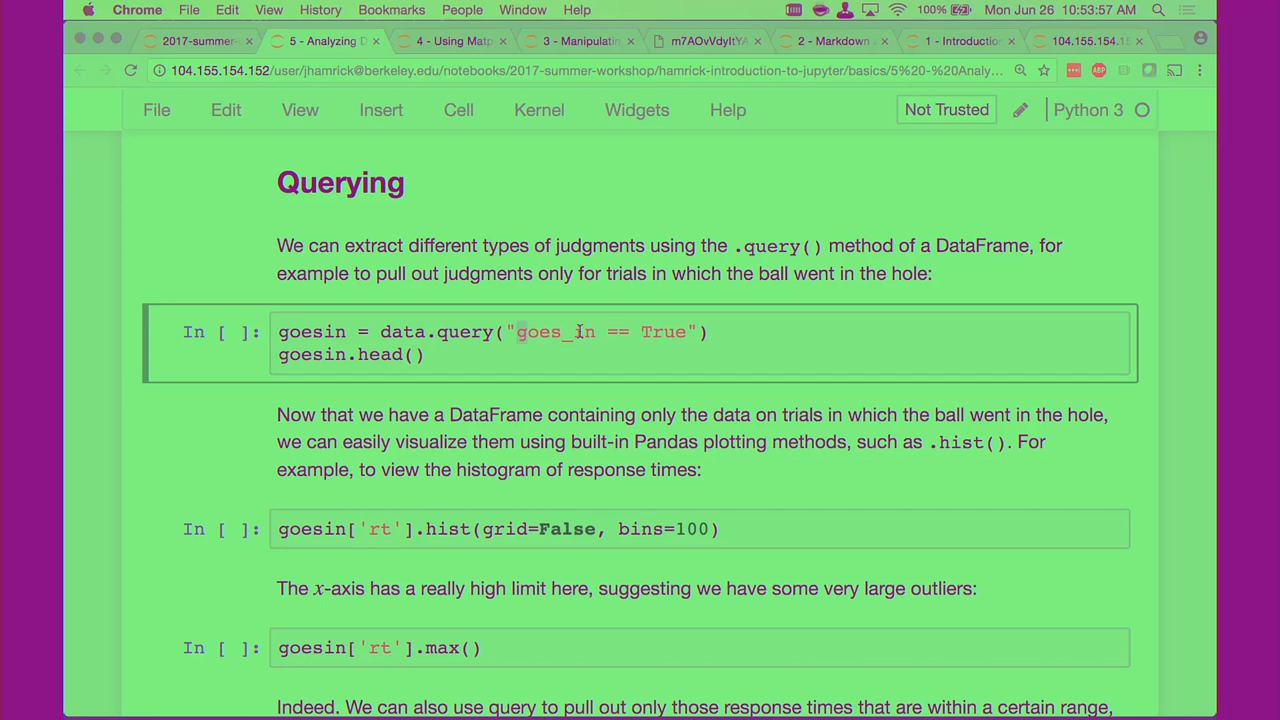 Chrome File Edit View History Bookmarks People Window Help 100% Mon Jun 26 10:53:57 AM
2017-summer- 5 - Analyzing D 4 - Using Matp 3 - Manipulatin m7AOvVdyItYA 2 - Markdown a 1 - Introduction 104.155.154.15
104.155.154.152/user/jhamrick@berkeley.edu/notebooks/2017-summer-workshop/hamrick-introduction-to-jupyter/basics/5%20-%20Analy... ABP
File Edit View Insert Cell Kernel Widgets Help Not Trusted Python 3
Querying
We can extract different types of judgments using the .query() method of a DataFrame, for
example to pull out judgments only for trials in which the ball went in the hole:
In [ ]: goesin = data.query("goes_in == True")
goesin.head()
Now that we have a DataFrame containing only the data on trials in which the ball went in the hole,
we can easily visualize them using built-in Pandas plotting methods, such as .hist(). For
example, to view the histogram of response times:
In [ ]: goesin['rt'].hist(grid=False, bins=100)
The x-axis has a really high limit here, suggesting we have some very large outliers:
In [ ]: goesin['rt'].max()
Indeed. We can also use query to pull out only those response times that are within a certain range,